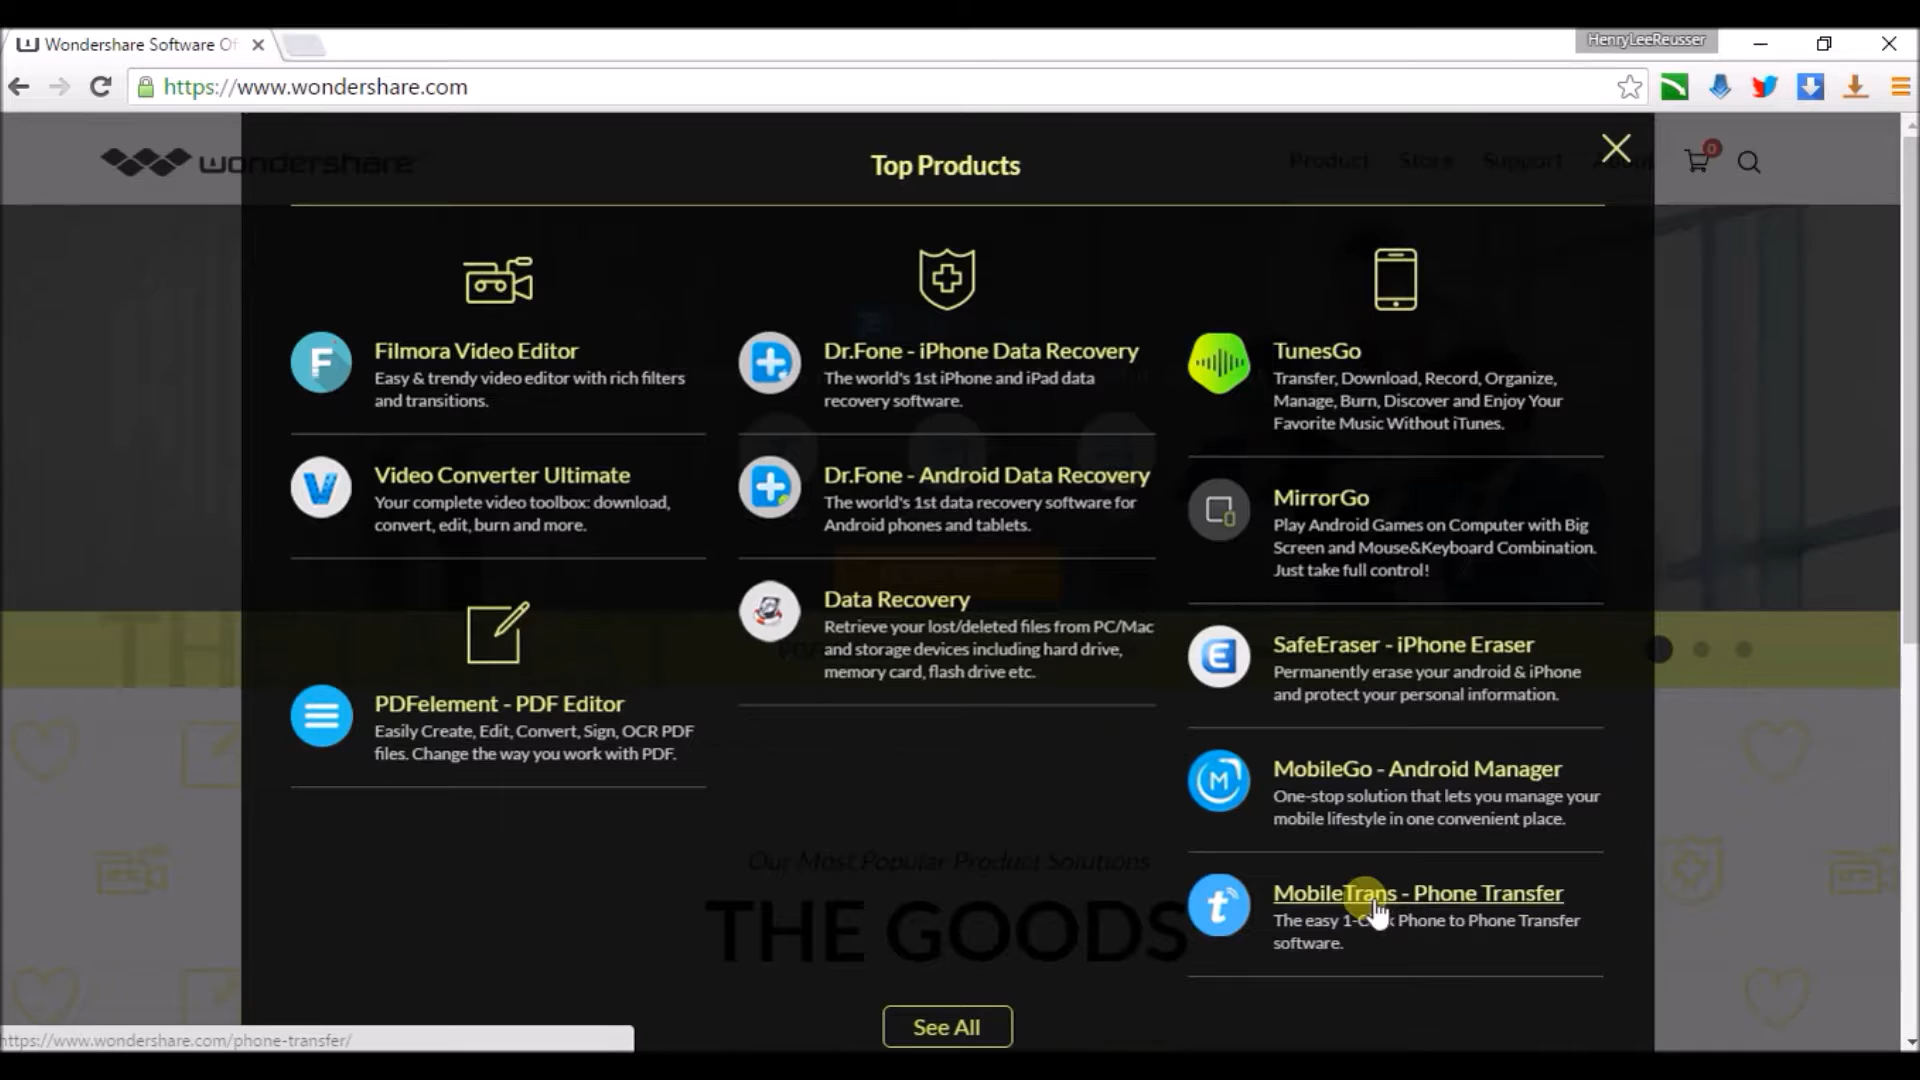 Wondershare Software Of
HenryLeeReusser
https://www.wondershare.com
wondershare
Top Products
Product Store Support About
0
Filmora Video Editor
Easy & trendy video editor with rich filters
and transitions.
Video Converter Ultimate
Your complete video toolbox: download,
convert, edit, burn and more.
PDFelement - PDF Editor
Easily Create, Edit, Convert, Sign, OCR PDF
files. Change the way you work with PDF.
Dr.Fone - iPhone Data Recovery
The world's 1st iPhone and iPad data
recovery software.
Dr.Fone - Android Data Recovery
The world's 1st data recovery software for
Android phones and tablets.
Data Recovery
Retrieve your lost/deleted files from PC/Mac
and storage devices including hard drive,
memory card, flash drive etc.
TunesGo
Transfer, Download, Record, Organize,
Manage, Burn, Discover and Enjoy Your
Favorite Music Without iTunes.
MirrorGo
Play Android Games on Computer with Big
Screen and Mouse&Keyboard Combination.
Just take full control!
SafeEraser - iPhone Eraser
Permanently erase your android & iPhone
and protect your personal information.
MobileGo - Android Manager
One-stop solution that lets you manage your
mobile lifestyle in one convenient place.
MobileTrans - Phone Transfer
The easy 1-Click Phone to Phone Transfer
software.
Our Most Popular Product Solutions
THE GOODS
See All
https://www.wondershare.com/phone-transfer/